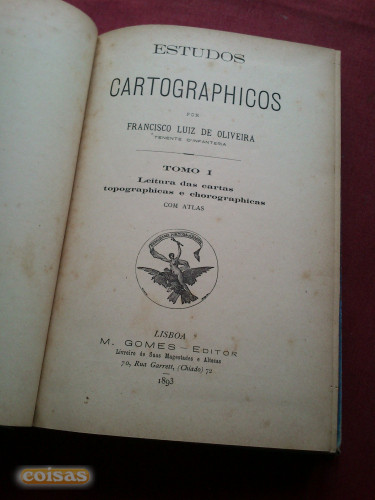 ESTUDOS
CARTOGRAPHICOS
POR
FRANCISCO LUIZ DE OLIVEIRA
TENENTE D'INFANTERIA
TOMO I
Leitura das cartas
topographicas e chorographicas
COM ATLAS
LISBOA
M. GOMES - EDITOR
Livreiro de Suas Magestades e Altezas
70, Rua Garrett, (Chiado) 72
1893
coisas